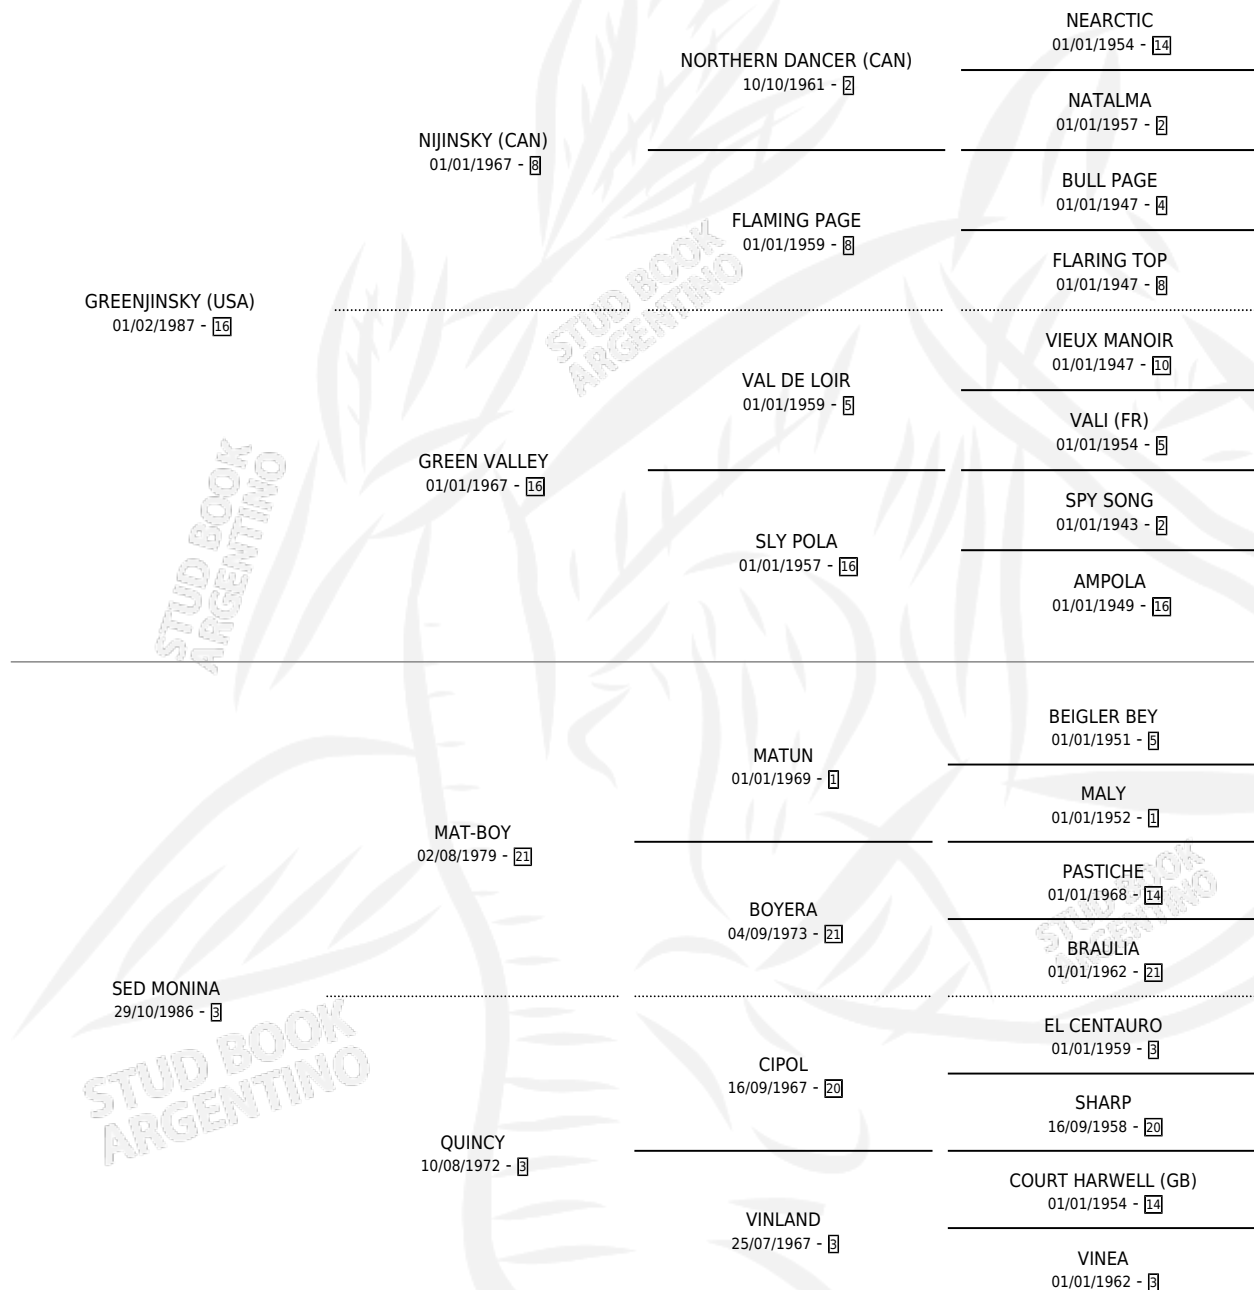 NEARCTIC
01/01/1954 - 14
NORTHERN DANCER (CAN)
10/10/1961 - 2
NATALMA
01/01/1957 - 2
NIJINSKY (CAN)
01/01/1967 - 8
BULL PAGE
01/01/1947 - 4
FLAMING PAGE
01/01/1959 - 8
FLARING TOP
01/01/1947 - 8
GREENJINSKY (USA)
01/02/1987 - 16
VIEUX MANOIR
01/01/1947 - 10
VAL DE LOIR
01/01/1959 - 5
VALI (FR)
01/01/1954 - 5
GREEN VALLEY
01/01/1967 - 16
SPY SONG
01/01/1943 - 2
SLY POLA
01/01/1957 - 16
AMPOLA
01/01/1949 - 16
BEIGLER BEY
01/01/1951 - 5
MATUN
01/01/1969 - 1
MALY
01/01/1952 - 1
MAT-BOY
02/08/1979 - 21
PASTICHE
01/01/1968 - 14
BOYERA
04/09/1973 - 21
BRAULIA
01/01/1962 - 21
SED MONINA
29/10/1986 - 3
EL CENTAURO
01/01/1959 - 3
CIPOL
16/09/1967 - 20
SHARP
16/09/1958 - 20
QUINCY
10/08/1972 - 3
COURT HARWELL (GB)
01/01/1954 - 14
VINLAND
25/07/1967 - 3
VINEA
01/01/1962 - 3
STUD BOOK
ARGENTINO
STUD BOOK
ARGENTINO
STUD BOOK
ARGENTINO
STUD BOOK
ARGENTINO